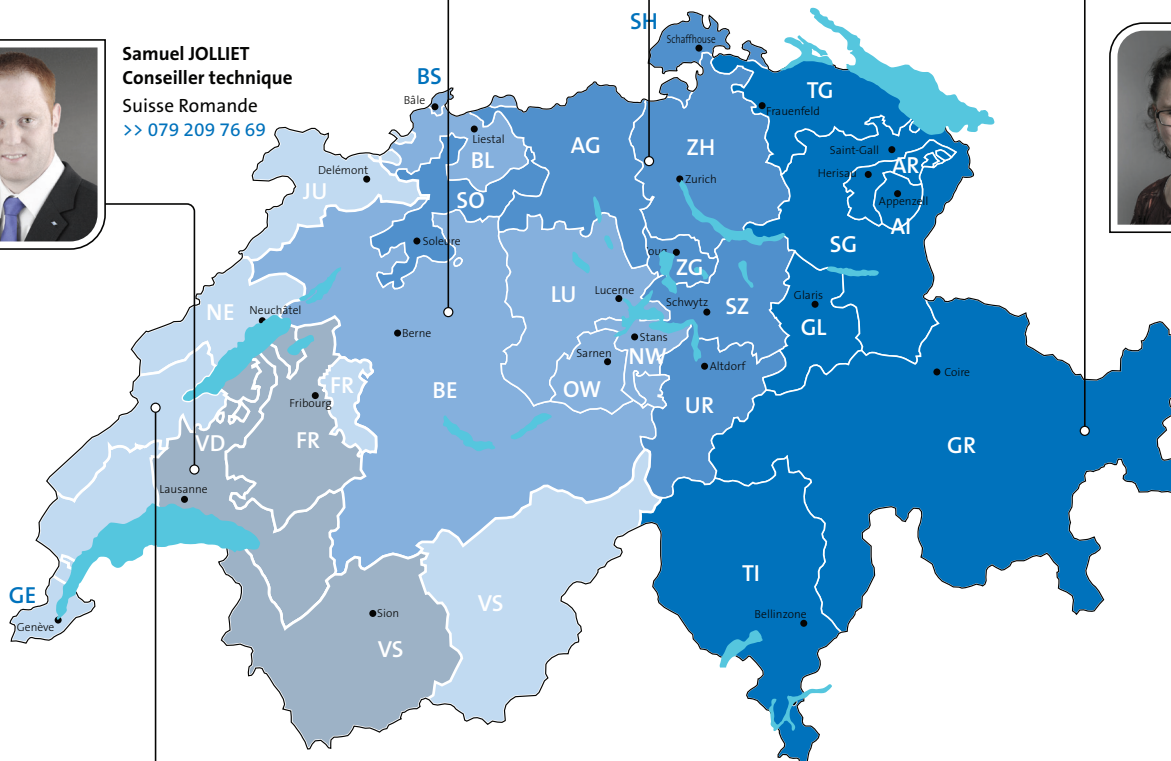 Samuel JOLLIET
Conseiller technique
Suisse Romande
>> 079 209 76 69
SH
Schaffhouse
BS
Bâle
TG
Frauenfeld
Liestal
BL
AG
ZH
Saint-Gall
AR
Delémont
JU
Zurich
Herisau
SO
Appenzell
AI
Soleure
SG
oug
ZG
LU
Lucerne
Schwytz
SZ
Glaris
GL
NE
Neuchâtel
Berne
Stans
Sarnen
NW
Altdorf
Coire
FR
Fribourg
BE
OW
UR
VD
FR
GR
Lausanne
GE
Genève
TI
VS
Sion
Bellinzone
VS